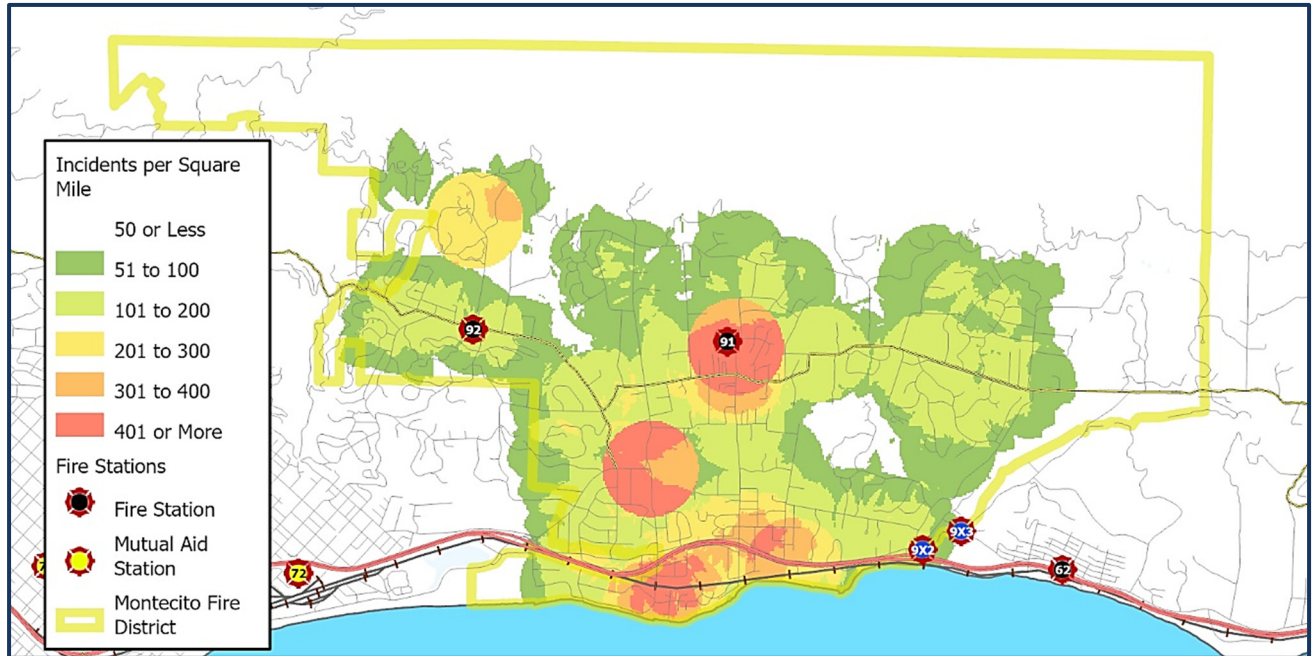 Incidents per Square
Mile
50 or Less
51 to 100
101 to 200
201 to 300
301 to 400
401 or More
Fire Stations
Fire Station
Mutual Aid
Station
Montecito Fire
District
92
91
9X3
9X2
62
72
7